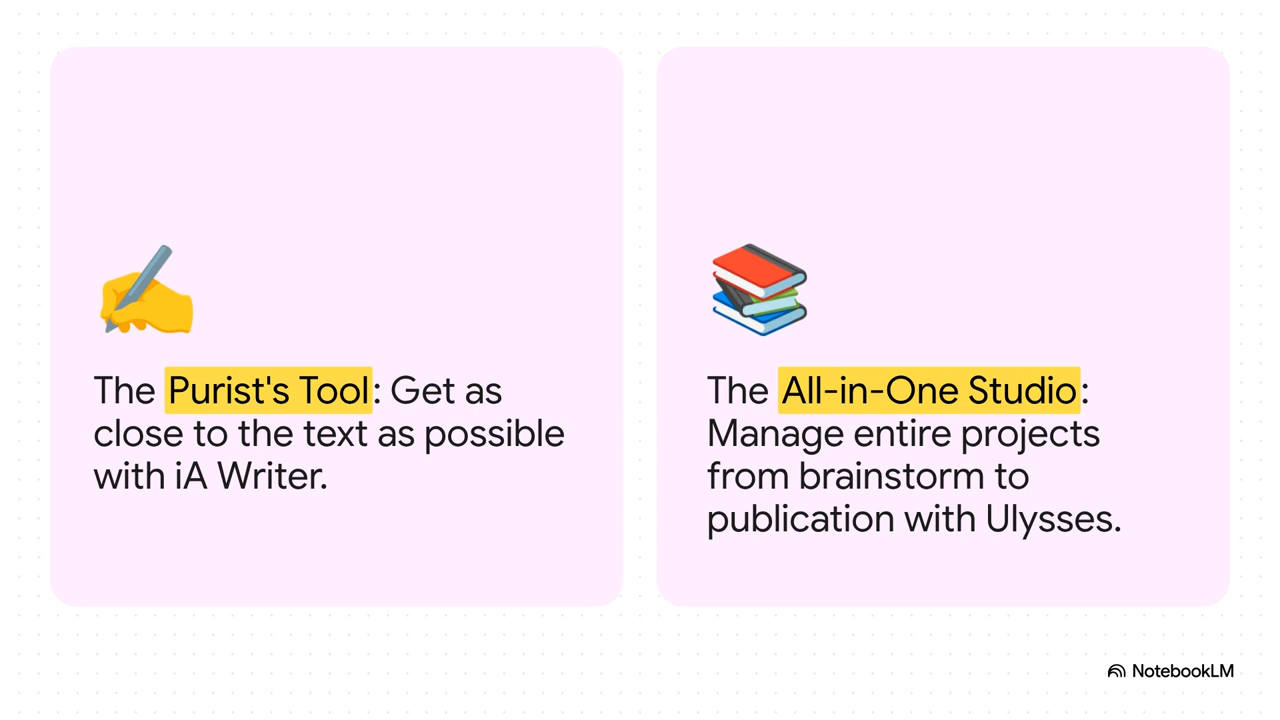 The Purist's Tool: Get as
close to the text as possible
with iA Writer.
The All-in-One Studio:
Manage entire projects
from brainstorm to
publication with Ulysses.
NotebookLM